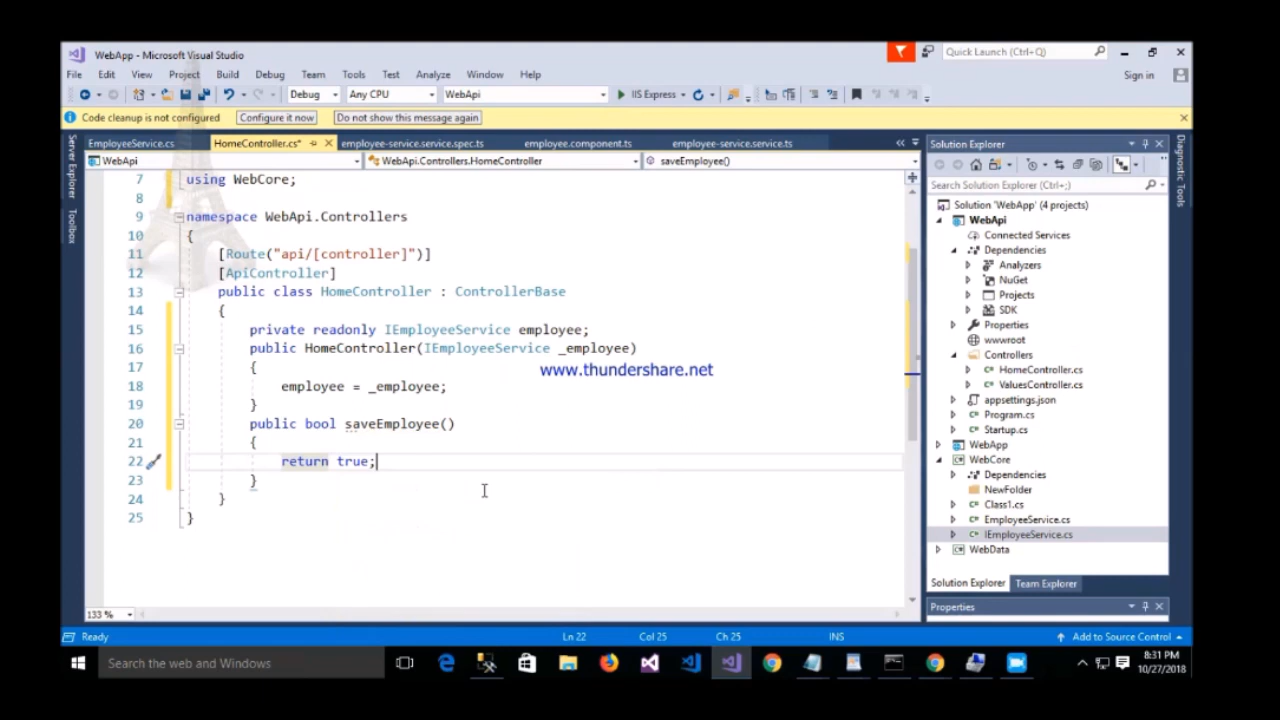 WebApp - Microsoft Visual Studio
Quick Launch (Ctrl+Q)
File Edit View Project Build Debug Team Tools Test Analyze Window Help
Sign in
Debug Any CPU WebApi IIS Express
Code cleanup is not configured Configure it now Do not show this message again
Server Explorer
Toolbox
EmployeeService.cs HomeController.cs* employee-service.service.spec.ts employee.component.ts employee-service.service.ts
WebApi WebApi.Controllers.HomeController saveEmployee()
7 using WebCore;
8
9 namespace WebApi.Controllers
10 {
11 [Route("api/[controller]")]
12 [ApiController]
13 public class HomeController : ControllerBase
14 {
15 private readonly IEmployeeService employee;
16 public HomeController(IEmployeeService _employee)
17 {
www.thundershare.net
18 employee = _employee;
19 }
20 public bool saveEmployee()
21 {
22 return true;
23 }
24 }
25 }
133 %
Solution Explorer
Search Solution Explorer (Ctrl+;)
Solution 'WebApp' (4 projects)
WebApi
Connected Services
Dependencies
Analyzers
NuGet
Projects
SDK
Properties
wwwroot
Controllers
HomeController.cs
ValuesController.cs
appsettings.json
Program.cs
Startup.cs
WebApp
WebCore
Dependencies
NewFolder
Class1.cs
EmployeeService.cs
IEmployeeService.cs
WebData
Solution Explorer Team Explorer
Properties
Diagnostic Tools
Ready Ln 22 Col 25 Ch 25 INS Add to Source Control
Search the web and Windows
8:31 PM
10/27/2018